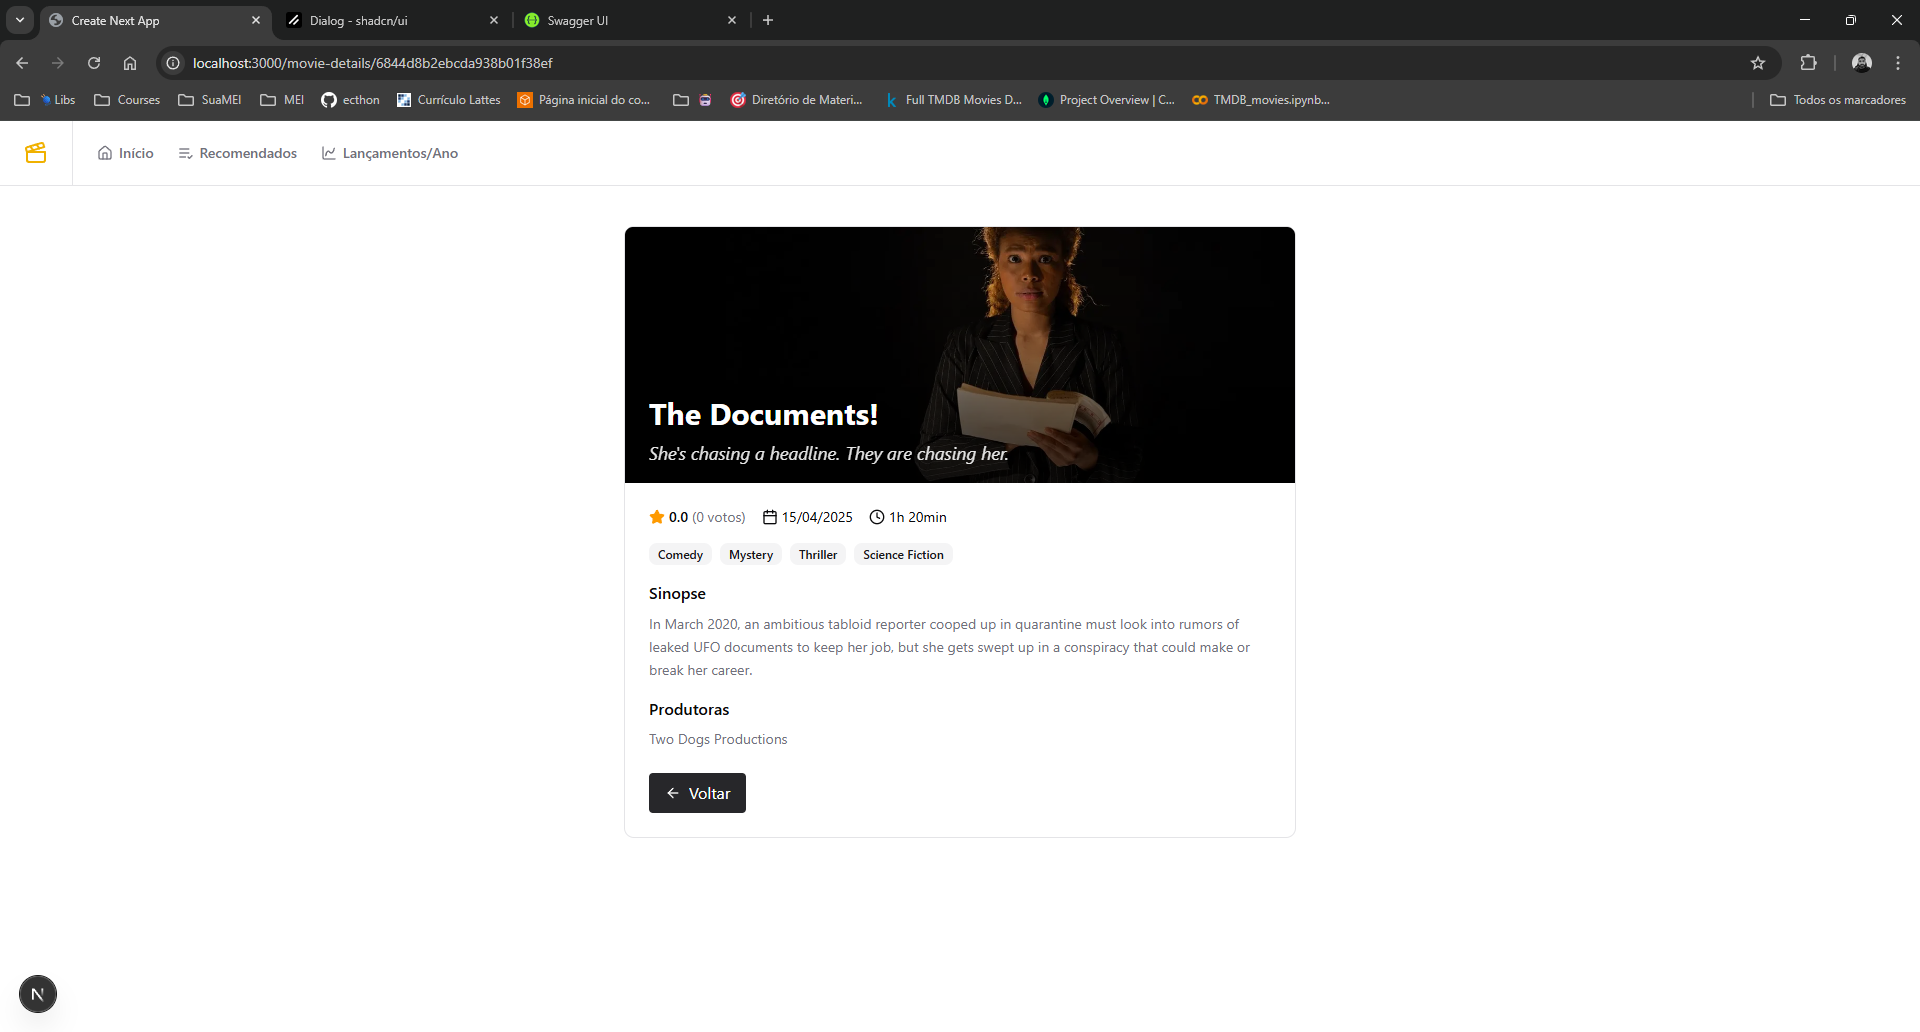 Create Next App
Dialog - shadcn/ui
Swagger UI
localhost:3000/movie-details/6844d8b2ebcda938b01f38ef
Libs
Courses
SuaMEI
MEI
ecthon
Currículo Lattes
Página inicial do co...
Diretório de Materi...
k Full TMDB Movies D...
Project Overview | C...
TMDB_movies.ipynb...
Todos os marcadores
Início
Recomendados
Lançamentos/Ano
The Documents!
She's chasing a headline. They are chasing her.
0.0 (0 votos) 15/04/2025 1h 20min
Comedy Mystery Thriller Science Fiction
Sinopse
In March 2020, an ambitious tabloid reporter cooped up in quarantine must look into rumors of
leaked UFO documents to keep her job, but she gets swept up in a conspiracy that could make or
break her career.
Produtoras
Two Dogs Productions
Voltar
N